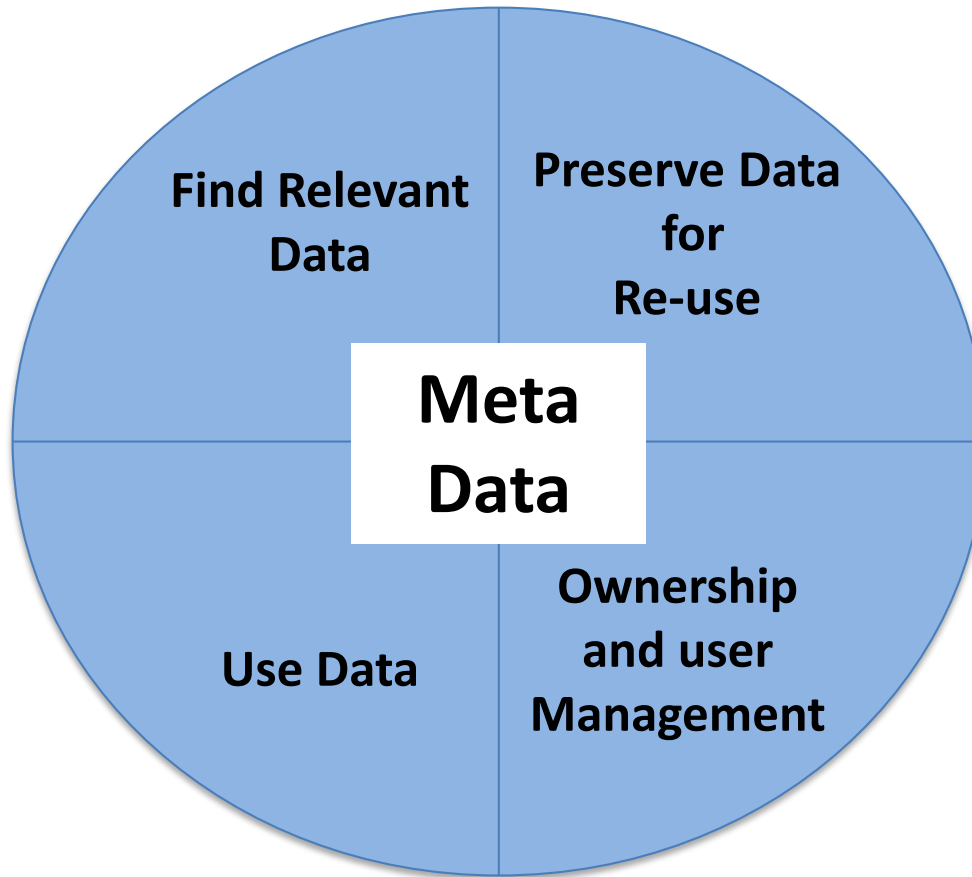 Find Relevant
Data
Preserve Data
for
Re-use
Meta
Data
Use Data
Ownership
and user
Management